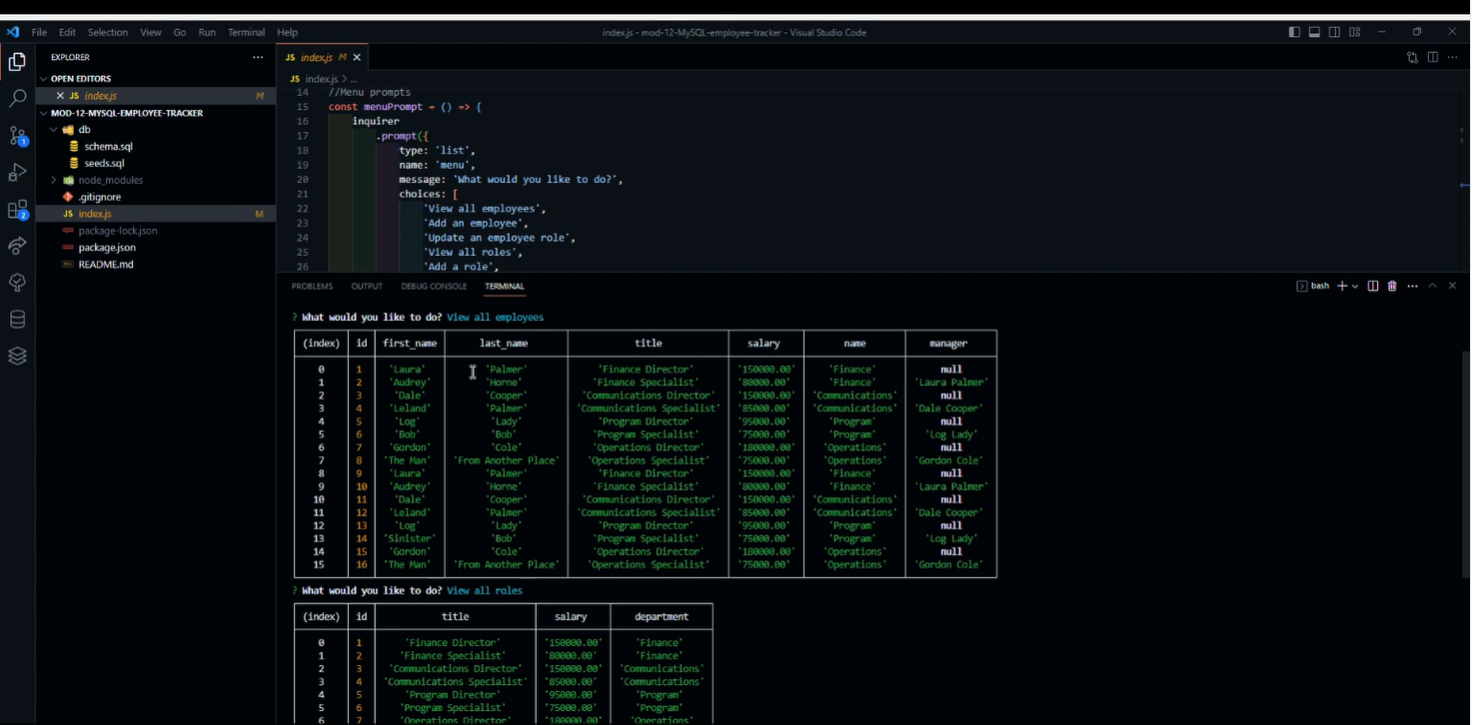 File Edit Selection View Go Run Terminal Help index.js - mod-12-MySQL-employee-tracker - Visual Studio Code
EXPLORER ···
OPEN EDITORS
JS index.js M
MOD-12-MYSQL-EMPLOYEE-TRACKER
db
schema.sql
seeds.sql
node_modules
.gitignore
JS index.js M
package-lock.json
package.json
README.md
1
2
JS index.js M
JS index.js > ...
14 //Menu prompts
15 const menuPrompt = () => {
16 inquirer
17 .prompt({
18 type: 'list',
19 name: 'menu',
20 message: 'What would you like to do?',
21 choices: [
22 'View all employees',
23 'Add an employee',
24 'Update an employee role',
25 'View all roles',
26 'Add a role',
PROBLEMS OUTPUT DEBUG CONSOLE TERMINAL bash
? What would you like to do? View all employees
(index) id first_name last_name title salary name manager
0 1 'Laura' 'Palmer' 'Finance Director' '150000.00' 'Finance' null
1 2 'Audrey' 'Horne' 'Finance Specialist' '80000.00' 'Finance' 'Laura Palmer'
2 3 'Dale' 'Cooper' 'Communications Director' '150000.00' 'Communications' null
3 4 'Leland' 'Palmer' 'Communications Specialist' '85000.00' 'Communications' 'Dale Cooper'
4 5 'Log' 'Lady' 'Program Director' '95000.00' 'Program' null
5 6 'Bob' 'Bob' 'Program Specialist' '75000.00' 'Program' 'Log Lady'
6 7 'Gordon' 'Cole' 'Operations Director' '180000.00' 'Operations' null
7 8 'The Man' 'From Another Place' 'Operations Specialist' '75000.00' 'Operations' 'Gordon Cole'
8 9 'Laura' 'Palmer' 'Finance Director' '150000.00' 'Finance' null
9 10 'Audrey' 'Horne' 'Finance Specialist' '80000.00' 'Finance' 'Laura Palmer'
10 11 'Dale' 'Cooper' 'Communications Director' '150000.00' 'Communications' null
11 12 'Leland' 'Palmer' 'Communications Specialist' '85000.00' 'Communications' 'Dale Cooper'
12 13 'Log' 'Lady' 'Program Director' '95000.00' 'Program' null
13 14 'Sinister' 'Bob' 'Program Specialist' '75000.00' 'Program' 'Log Lady'
14 15 'Gordon' 'Cole' 'Operations Director' '180000.00' 'Operations' null
15 16 'The Man' 'From Another Place' 'Operations Specialist' '75000.00' 'Operations' 'Gordon Cole'
? What would you like to do? View all roles
(index) id title salary department
0 1 'Finance Director' '150000.00' 'Finance'
1 2 'Finance Specialist' '80000.00' 'Finance'
2 3 'Communications Director' '150000.00' 'Communications'
3 4 'Communications Specialist' '85000.00' 'Communications'
4 5 'Program Director' '95000.00' 'Program'
5 6 'Program Specialist' '75000.00' 'Program'
6 7 'Operations Director' '180000.00' 'Operations'